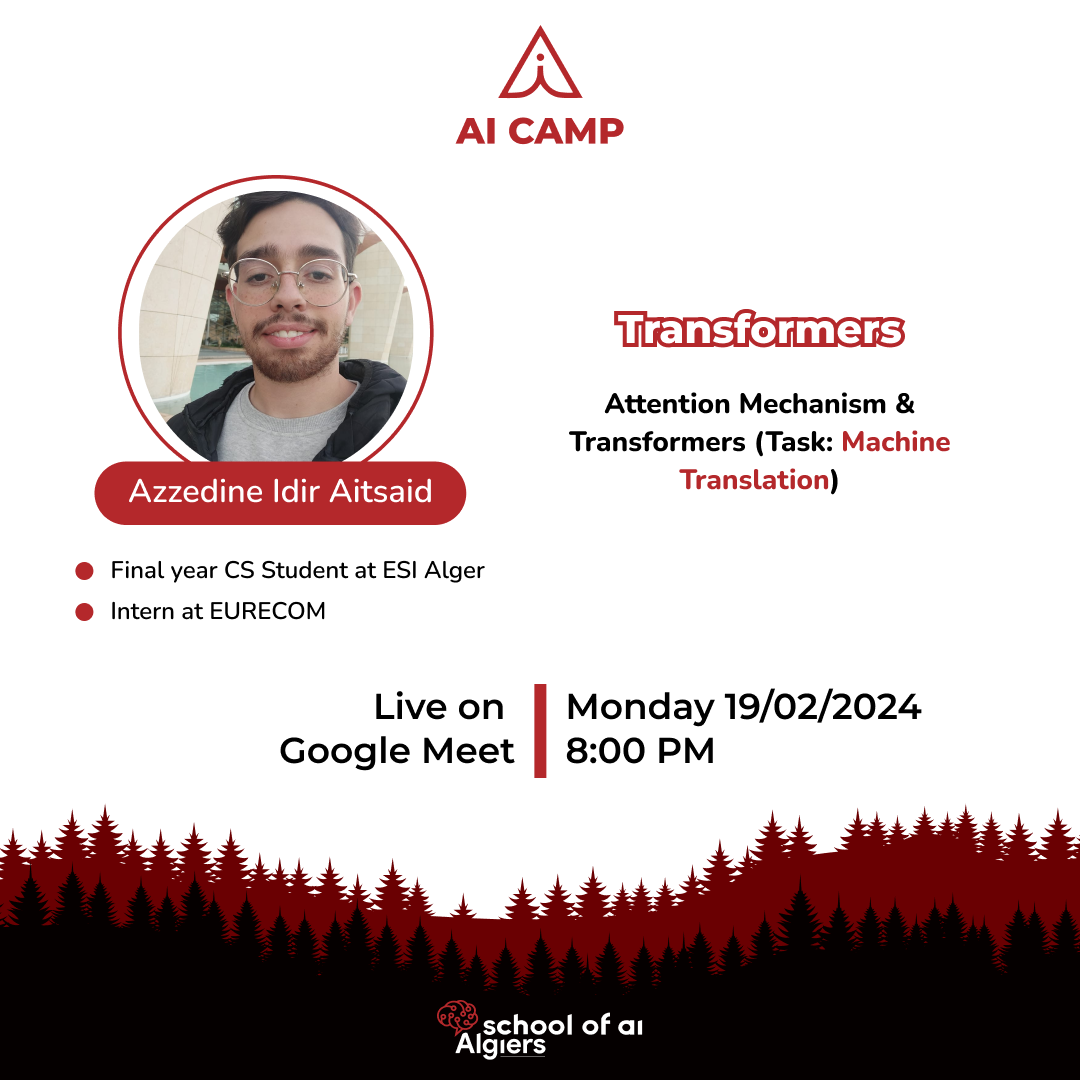 AI CAMP
Azzedine Idir Aitsaid
Final year CS Student at ESI Alger
Intern at EURECOM
Transformers
Attention Mechanism &
Transformers (Task: Machine
Translation)
Live on
Google Meet
Monday 19/02/2024
8:00 PM
school of ai
Algiers